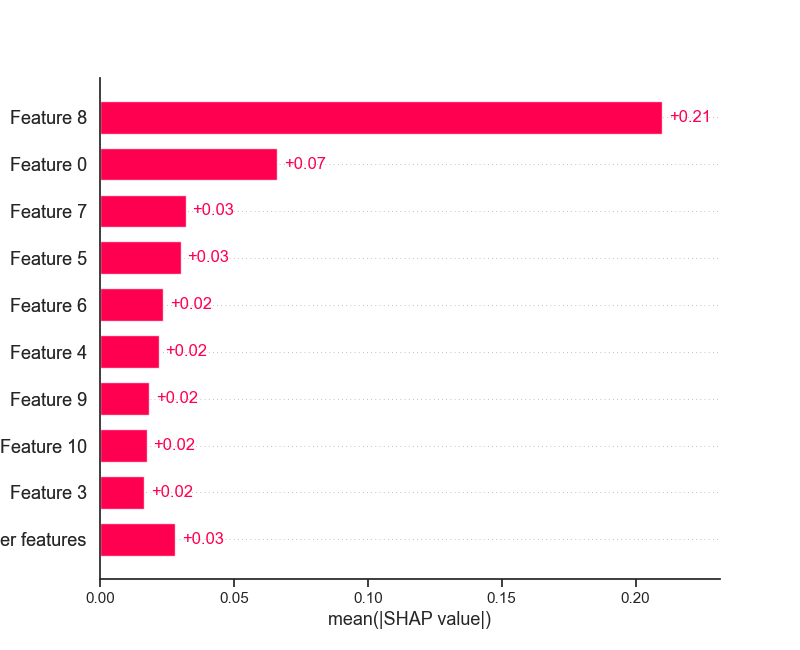 Feature 8 +0.21
Feature 0 +0.07
Feature 7 +0.03
Feature 5 +0.03
Feature 6 +0.02
Feature 4 +0.02
Feature 9 +0.02
Feature 10 +0.02
Feature 3 +0.02
er features +0.03
0.00 0.05 0.10 0.15 0.20
mean(|SHAP value|)